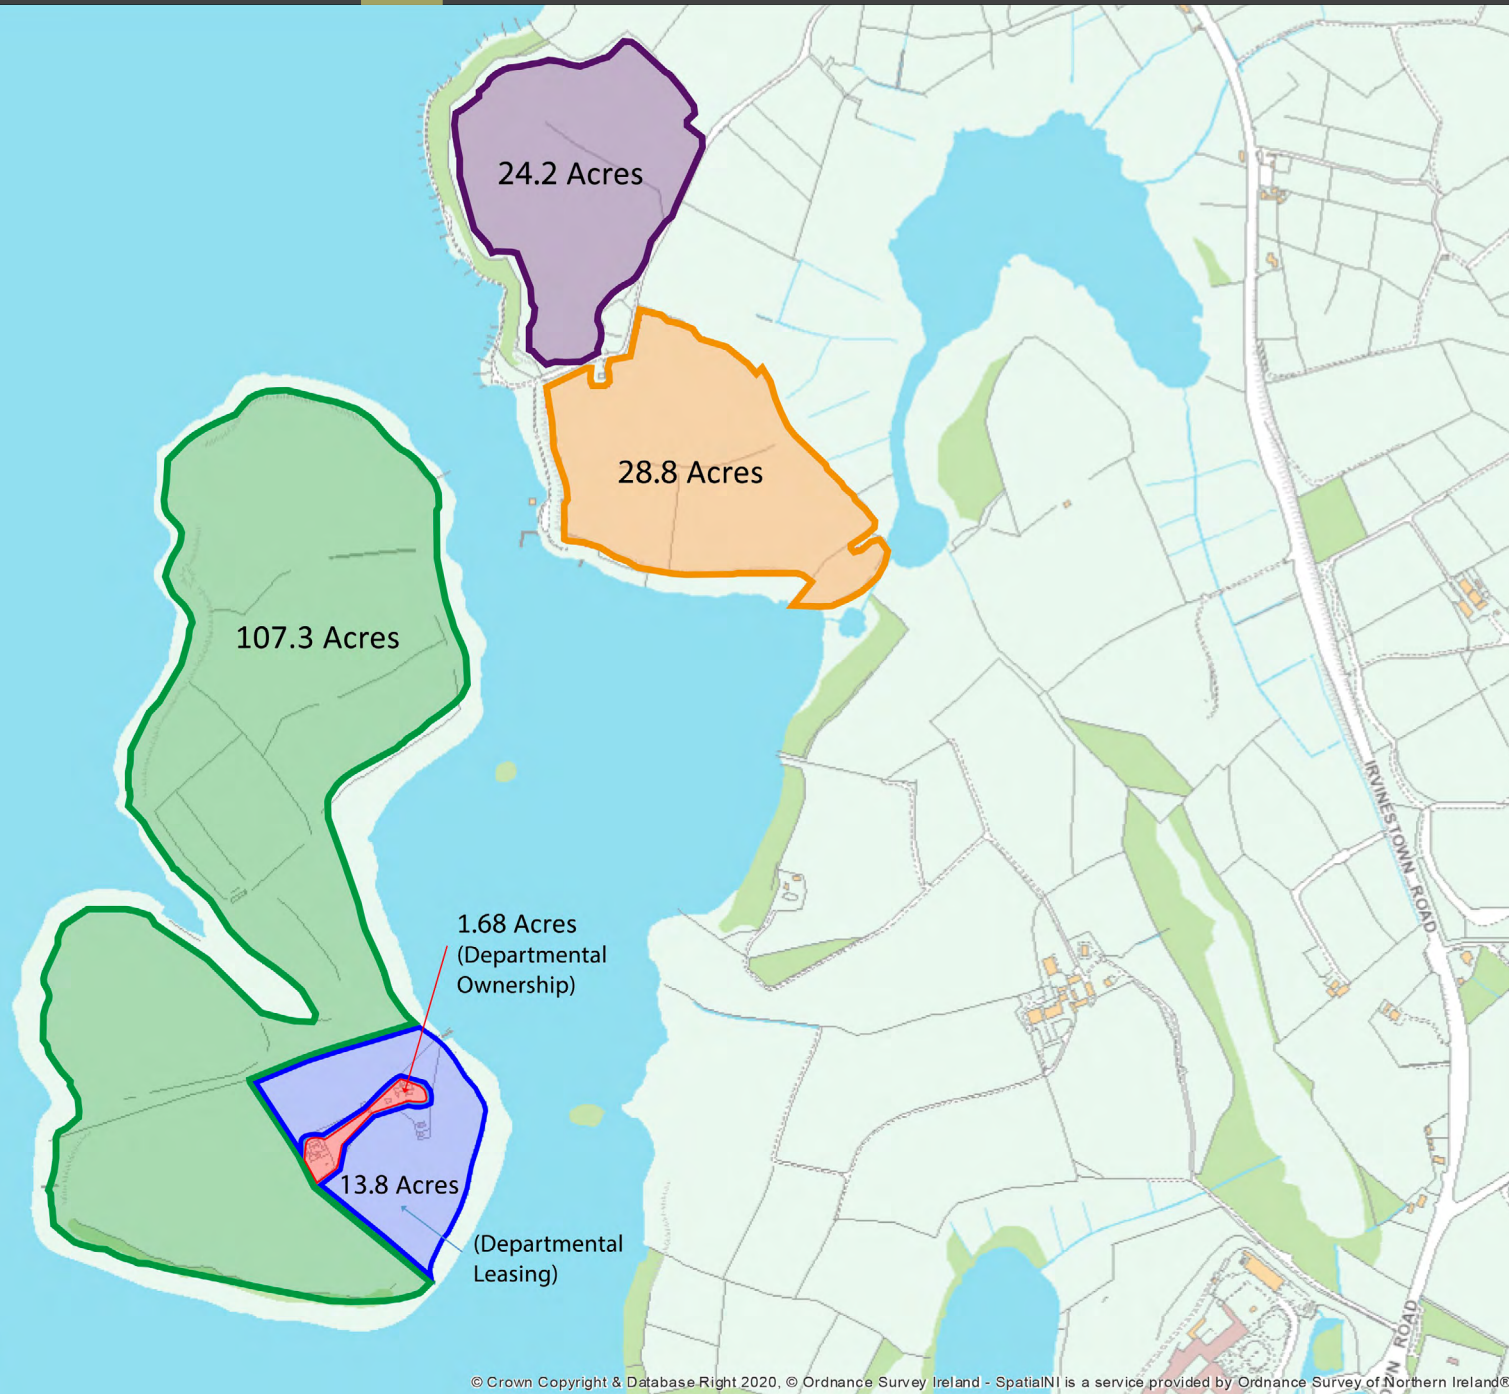 24.2 Acres
28.8 Acres
107.3 Acres
IRVINESTOWN ROAD
1.68 Acres
(Departmental
Ownership)
13.8 Acres
(Departmental
Leasing)
ROAD
© Crown Copyright & Database Right 2020, © Ordnance Survey Ireland - SpatialNI is a service provided by Ordnance Survey of Northern Ireland©